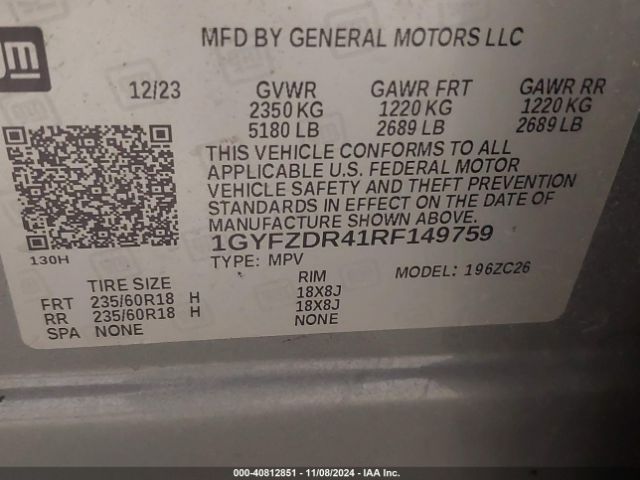 gm
MFD BY GENERAL MOTORS LLC
12/23 GVWR GAWR FRT GAWR RR
2350 KG 1220 KG 1220 KG
5180 LB 2689 LB 2689 LB
THIS VEHICLE CONFORMS TO ALL
APPLICABLE U.S. FEDERAL MOTOR
VEHICLE SAFETY AND THEFT PREVENTION
STANDARDS IN EFFECT ON THE DATE OF
MANUFACTURE SHOWN ABOVE.
1GYFZDR41RF149759
130H
TYPE: MPV MODEL: 196ZC26
TIRE SIZE RIM
FRT 235/60R18 H 18X8J
RR 235/60R18 H 18X8J
SPA NONE NONE
000-40812851 - 11/08/2024 - IAA Inc.